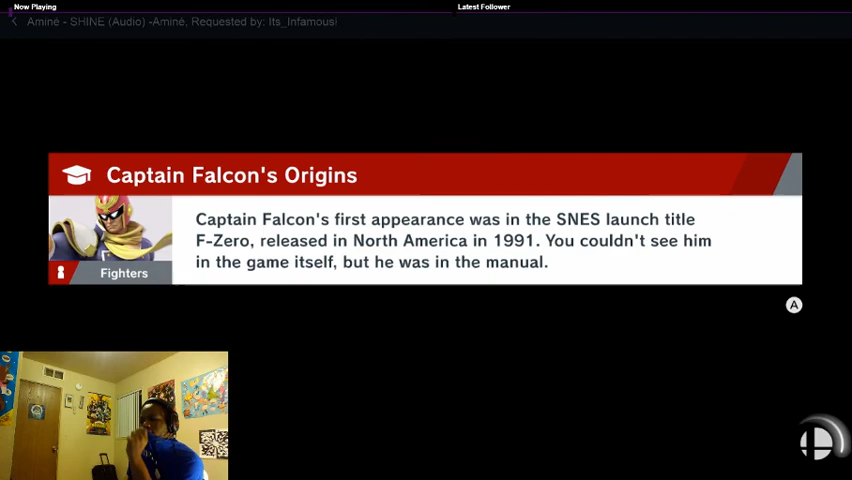 Now Playing
Latest Follower
Aminé - SHINE (Audio) -Aminé, Requested by: Its_Infamous!
Captain Falcon's Origins
Captain Falcon's first appearance was in the SNES launch title
F-Zero, released in North America in 1991. You couldn't see him
in the game itself, but he was in the manual.
Fighters
A